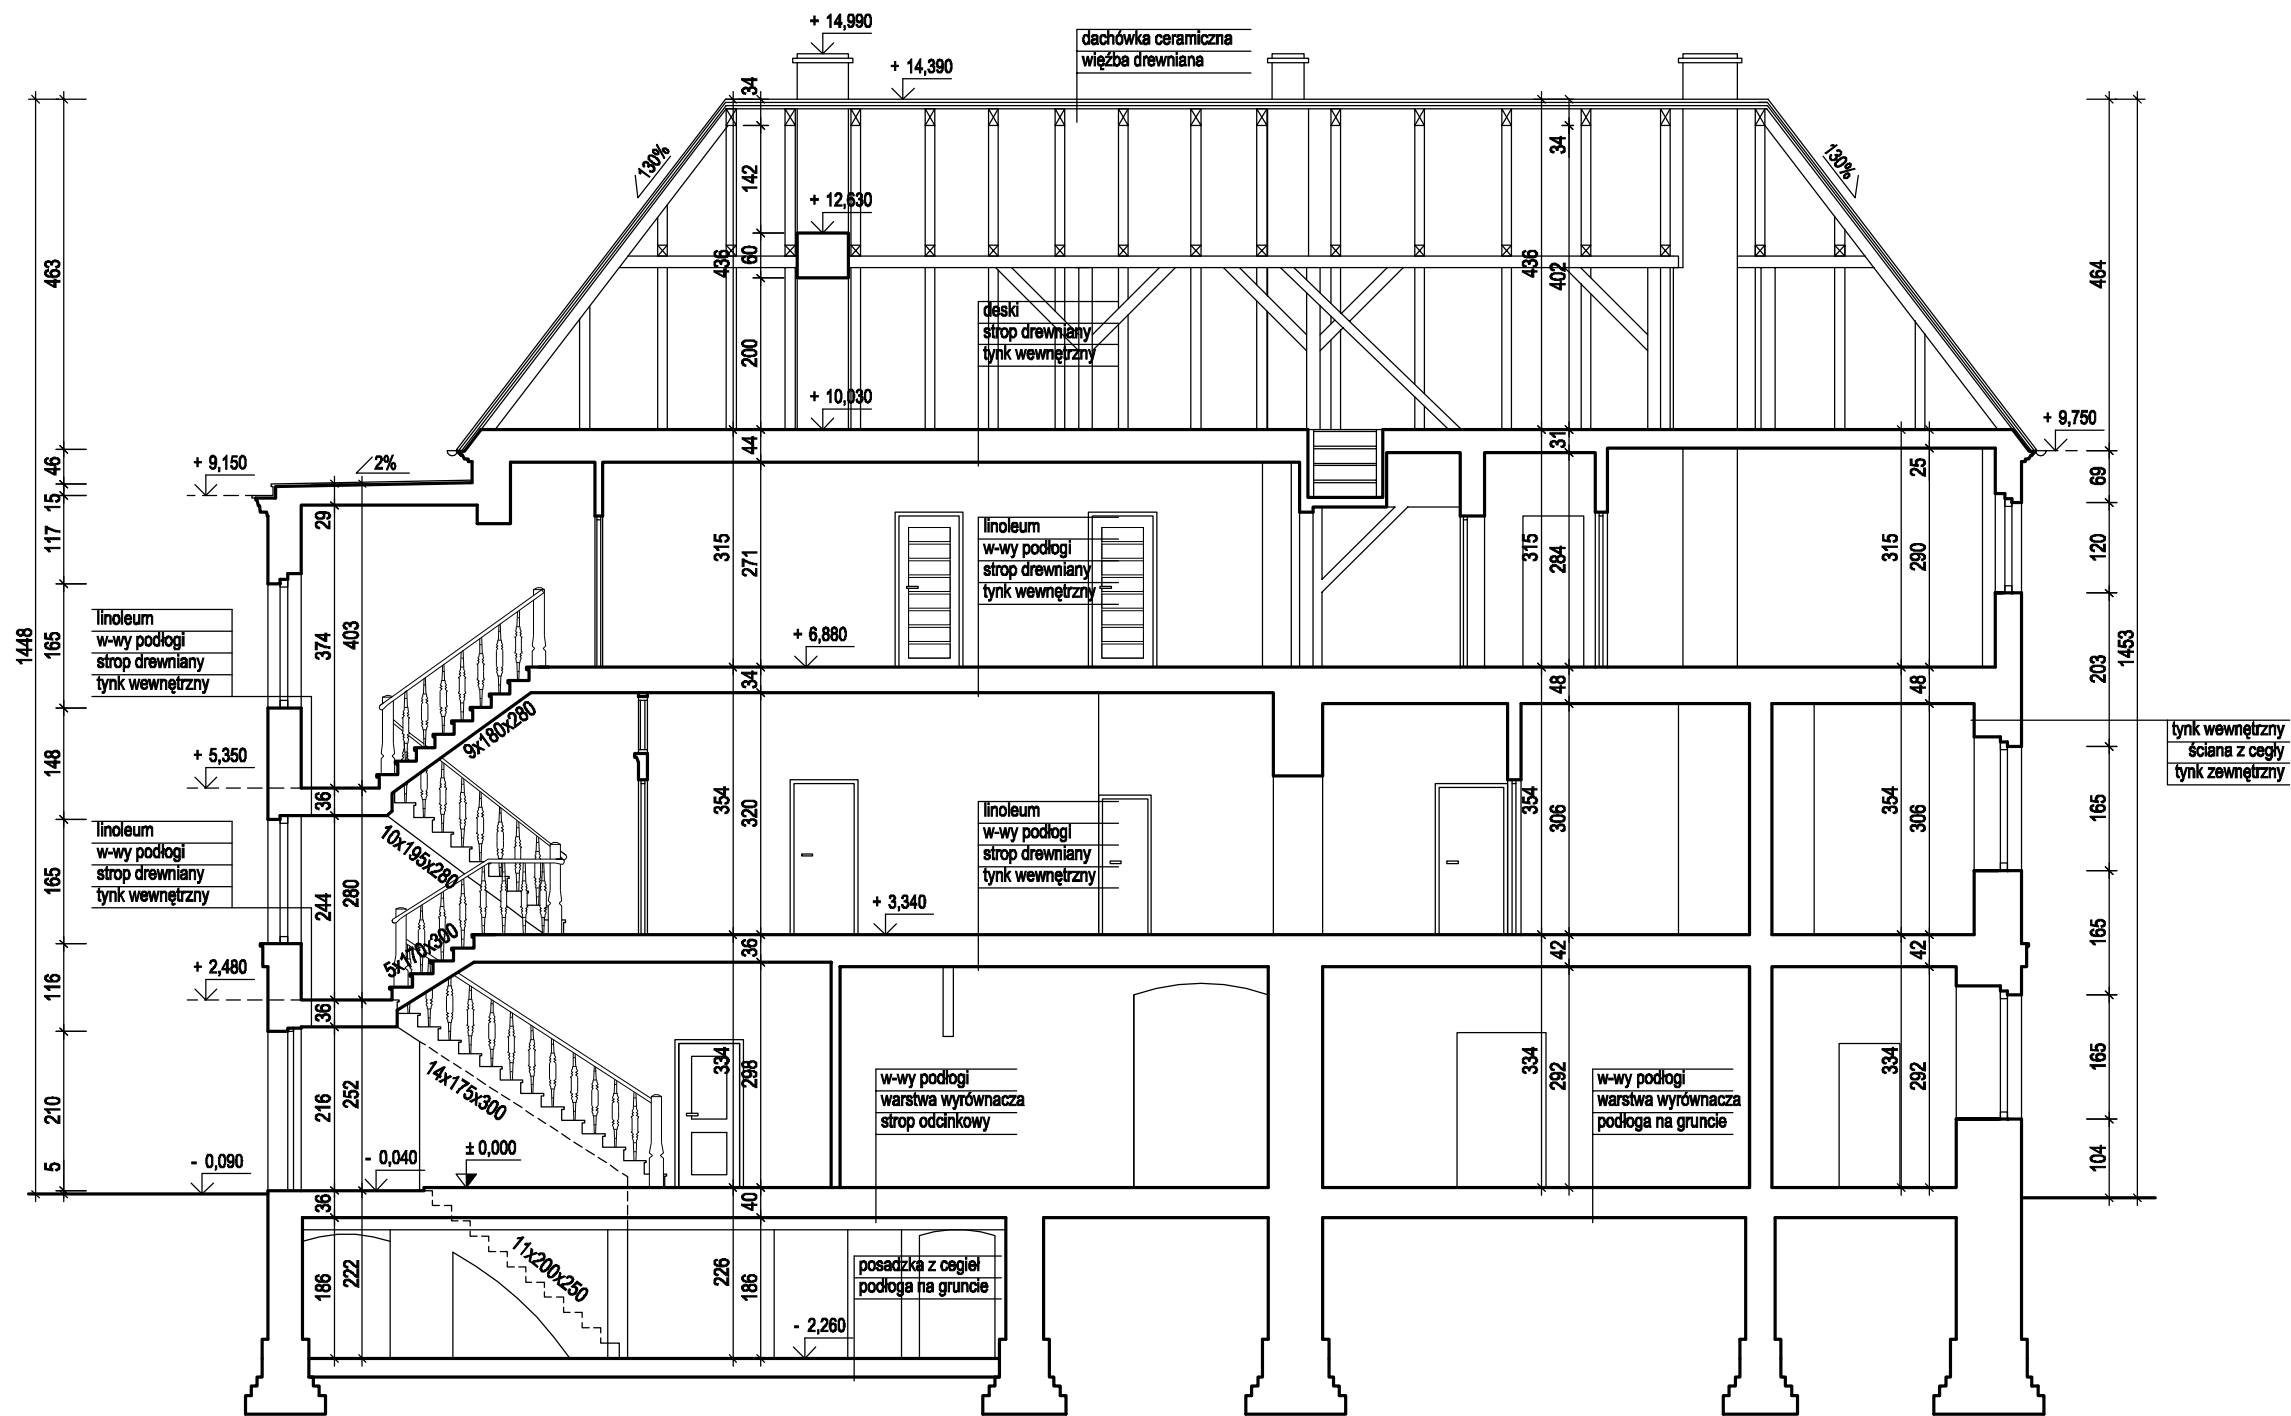 + 14,990
dachówka ceramiczna
więźba drewniana
+ 14,390
34
130%
142
34
130%
+ 12,630
463
436
60
436
402
464
deski
strop drewniany
tynk wewnętrzny
200
+ 10,030
+ 9,750
44
31
25
46
+ 9,150
2%
69
15
29
117
linoleum
w-wy podłogi
strop drewniany
tynk wewnętrzny
315
271
315
284
315
290
120
linoleum
w-wy podłogi
strop drewniany
tynk wewnętrzny
1448
165
374
403
+ 6,880
203
1453
34
48
48
9x180x280
tynk wewnętrzny
ściana z cegły
tynk zewnętrzny
148
+ 5,350
36
354
320
354
306
354
306
165
linoleum
w-wy podłogi
strop drewniany
tynk wewnętrzny
linoleum
w-wy podłogi
strop drewniany
tynk wewnętrzny
10x195x280
165
244
280
+ 3,340
5x170x300
36
42
42
165
+ 2,480
116
36
334
298
334
292
334
292
165
14x175x300
w-wy podłogi
warstwa wyrównacza
strop odcinkowy
w-wy podłogi
warstwa wyrównacza
podłoga na gruncie
210
216
252
± 0,000
- 0,040
- 0,090
5
104
36
40
11x200x250
posadzka z cegieł
podłoga na gruncie
186
222
226
186
- 2,260